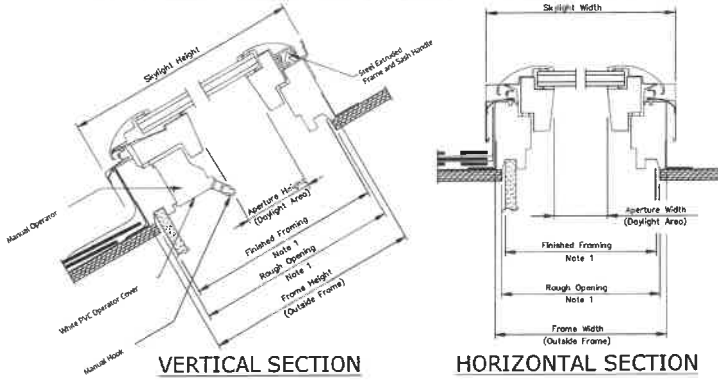 Skylight Height
Steel Extruded
Frame and Sash Handle
Manual Operator
Aperture
(Daylight Area)
Finished Framing
Note 1
Rough Opening
Note 1
Frame Height
(Outside Frame)
White PVC Operator Cover
Manual Hook
VERTICAL SECTION
Skylight Width
Aperture Width
(Daylight Area)
Finished Framing
Note 1
Rough Opening
Note 1
Frame Width
(Outside Frame)
HORIZONTAL SECTION